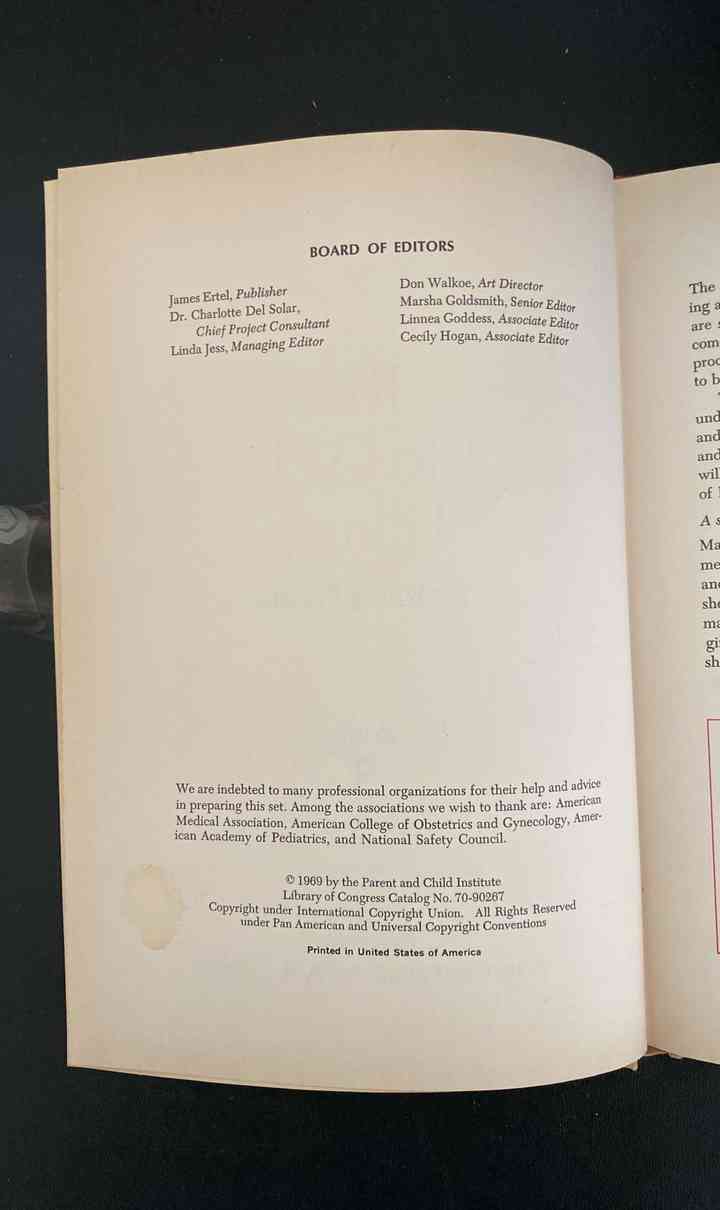 BOARD OF EDITORS
James Ertel, Publisher
Dr. Charlotte Del Solar,
Chief Project Consultant
Linda Jess, Managing Editor
Don Walkoe, Art Director
Marsha Goldsmith, Senior Editor
Linnea Goddess, Associate Editor
Cecily Hogan, Associate Editor
We are indebted to many professional organizations for their help and advice
in preparing this set. Among the associations we wish to thank are: American
Medical Association, American College of Obstetrics and Gynecology, Amer-
ican Academy of Pediatrics, and National Safety Council.
© 1969 by the Parent and Child Institute
Library of Congress Catalog No. 70-90267
Copyright under International Copyright Union. All Rights Reserved
under Pan American and Universal Copyright Conventions
Printed in United States of America
The
ing a
are
com
proc
to b
und
and
and
wil
of
A s
Ma
me
and
she
ma
gi
sh